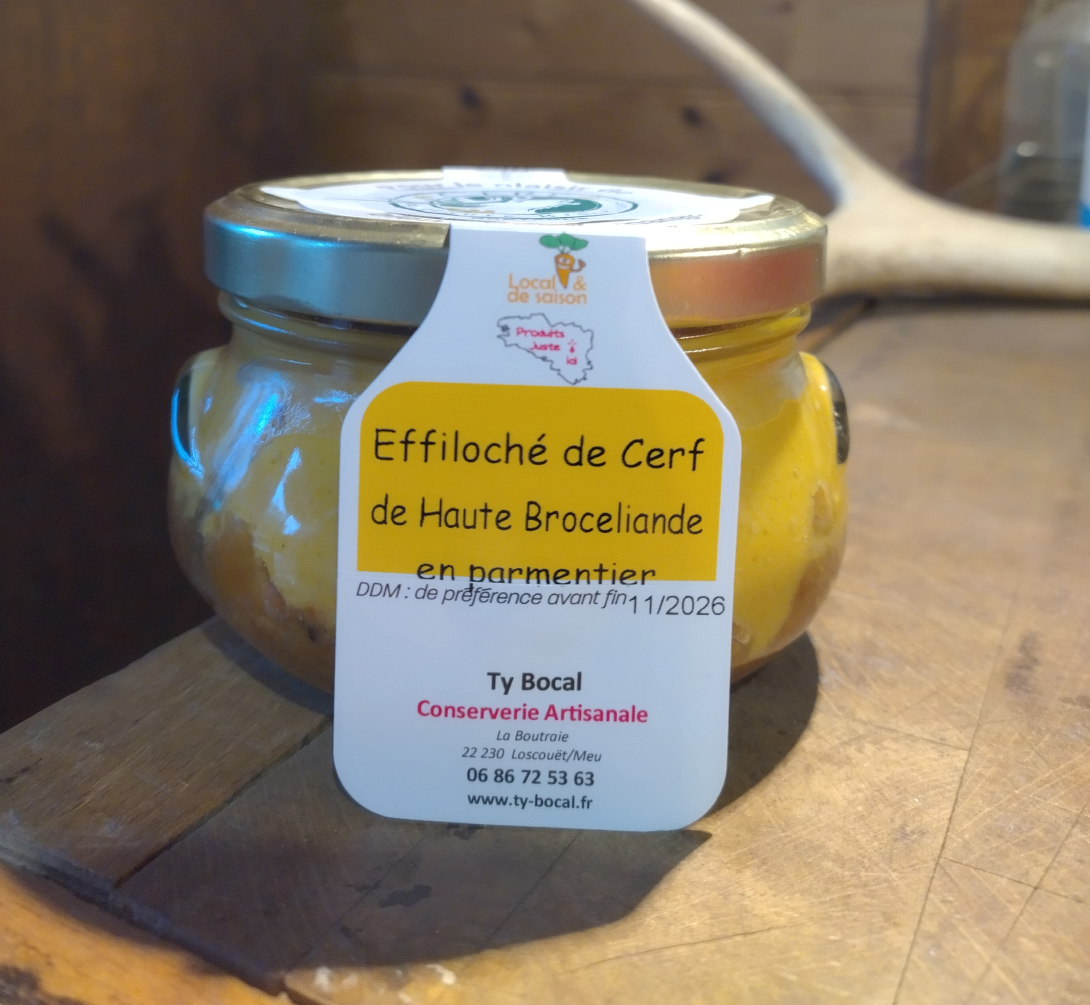 Local &
de saison
Produits
Juste
ici
Effiloché de Cerf
de Haute Broceliande
en parmentier
DDM : de préférence avant fin 11/2026
Ty Bocal
Conserverie Artisanale
La Boutraie
22 230 Loscouët/Meu
06 86 72 53 63
www.ty-bocal.fr